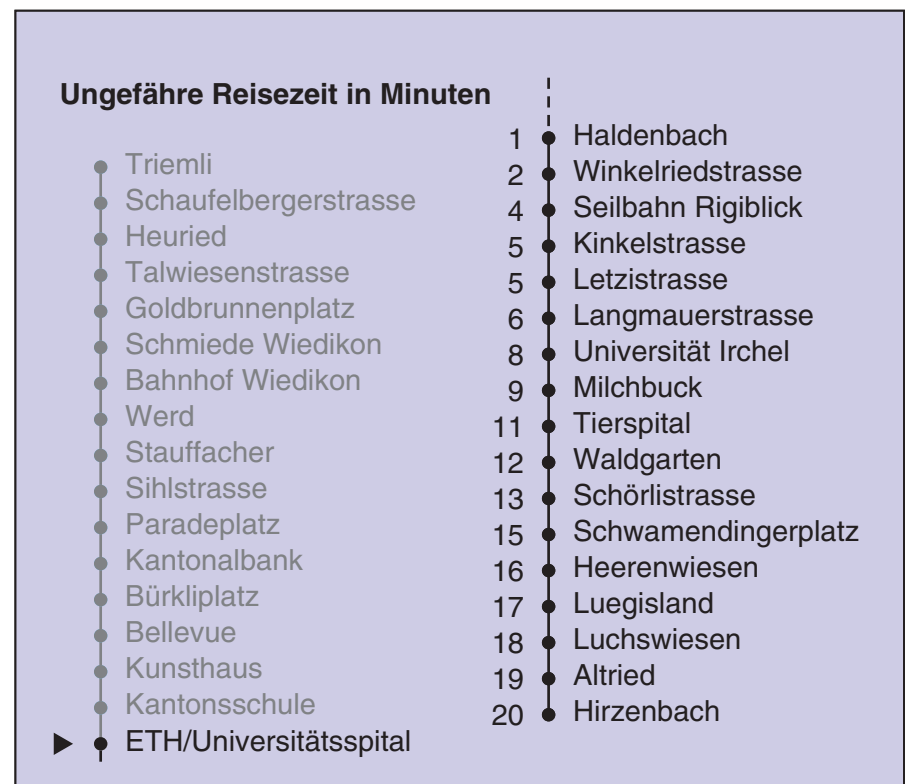 Ungefähre Reisezeit in Minuten
Triemli
Schaufelbergerstrasse
Heuried
Talwiesenstrasse
Goldbrunnenplatz
Schmiede Wiedikon
Bahnhof Wiedikon
Werd
Stauffacher
Sihlstrasse
Paradeplatz
Kantonalbank
Bürkliplatz
Bellevue
Kunsthaus
Kantonsschule
ETH/Universitätsspital
1 Haldenbach
2 Winkelriedstrasse
4 Seilbahn Rigiblick
5 Kinkelstrasse
5 Letzistrasse
6 Langmauerstrasse
8 Universität Irchel
9 Milchbuck
11 Tierspital
12 Waldgarten
13 Schörlistrasse
15 Schwamendingerplatz
16 Heerenwiesen
17 Luegisland
18 Luchswiesen
19 Altried
20 Hirzenbach